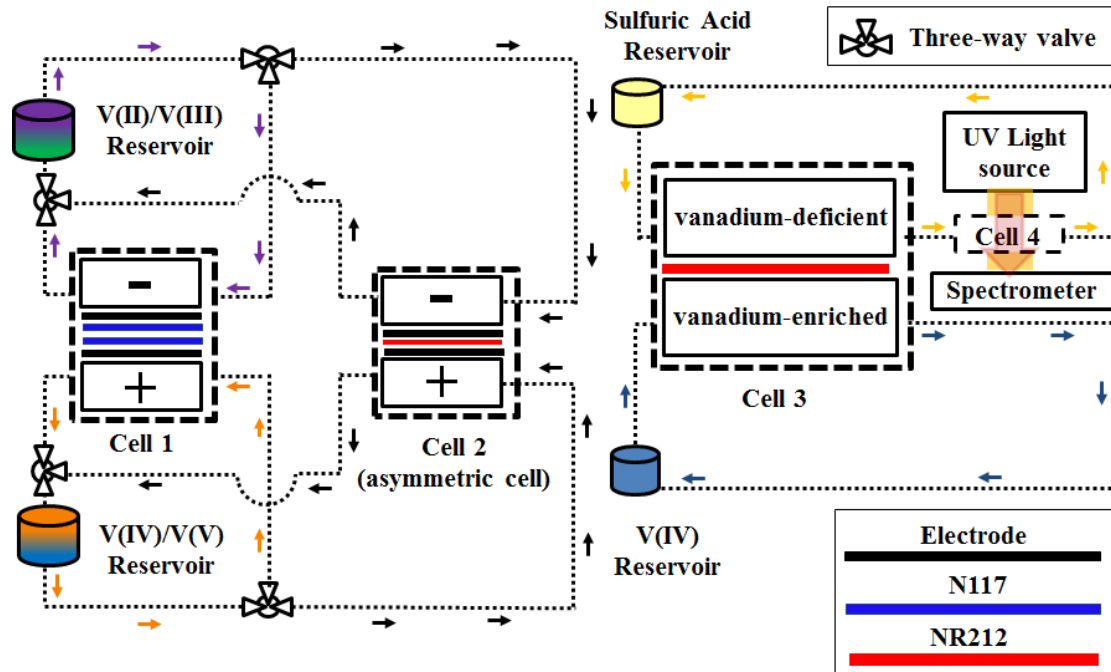 Sulfuric Acid
Reservoir
Three-way valve
V(II)/V(III)
Reservoir
UV Light
source
vanadium-deficient
Cell 4
Spectrometer
vanadium-enriched
-
+
-
+
Cell 3
Cell 1
Cell 2
(asymmetric cell)
V(IV)/V(V)
Reservoir
V(IV)
Reservoir
Electrode
N117
NR212